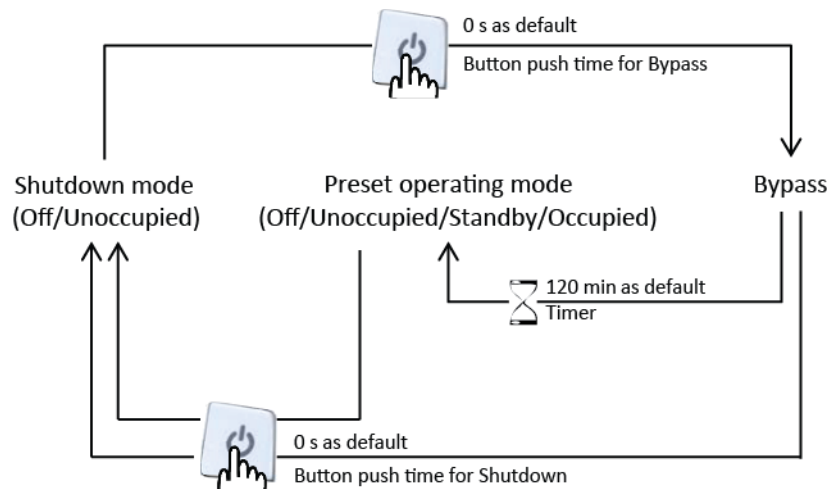 0 s as default
Button push time for Bypass
Shutdown mode
(Off/Unoccupied)
Preset operating mode
(Off/Unoccupied/Standby/Occupied)
Bypass
120 min as default
Timer
0 s as default
Button push time for Shutdown